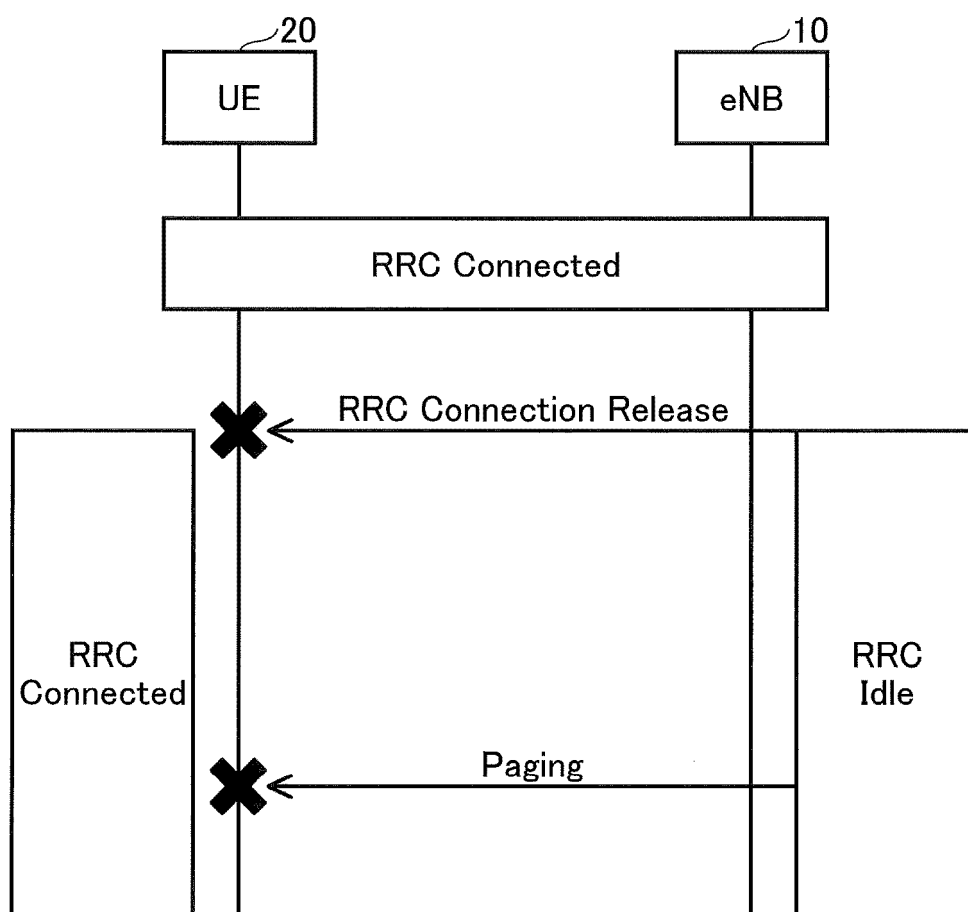 20
10
UE
eNB
RRC Connected
RRC Connection Release
RRC
Connected
RRC
Idle
Paging